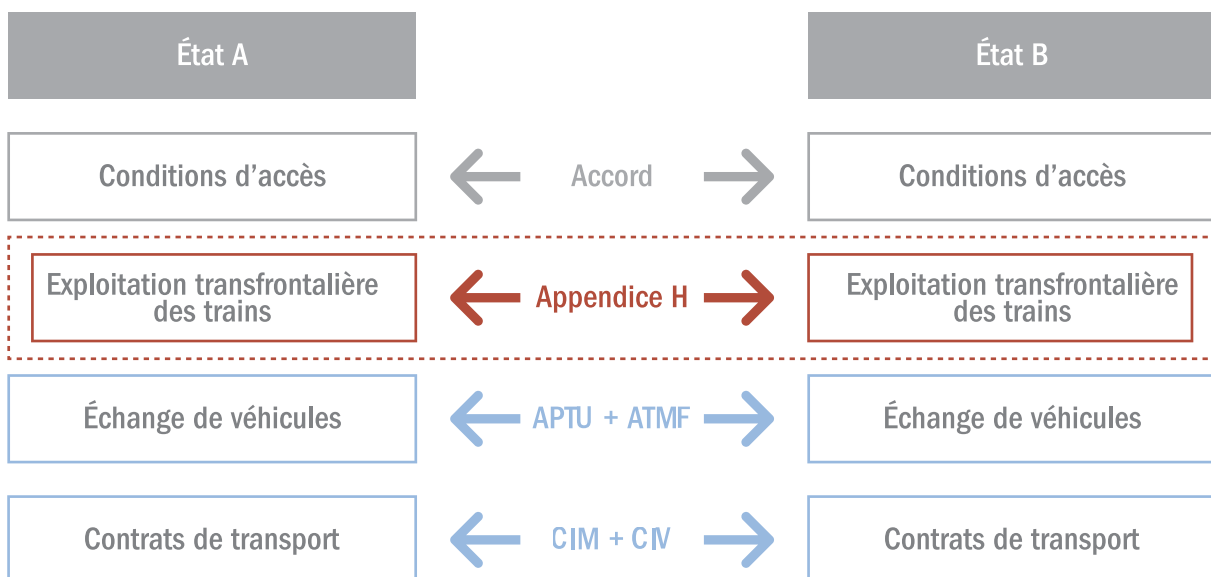 État A
État B
Conditions d’accès
Accord
Conditions d’accès
Exploitation transfrontalière
des trains
Appendice H
Exploitation transfrontalière
des trains
Échange de véhicules
APTU + ATMF
Échange de véhicules
Contrats de transport
CIM + CIV
Contrats de transport